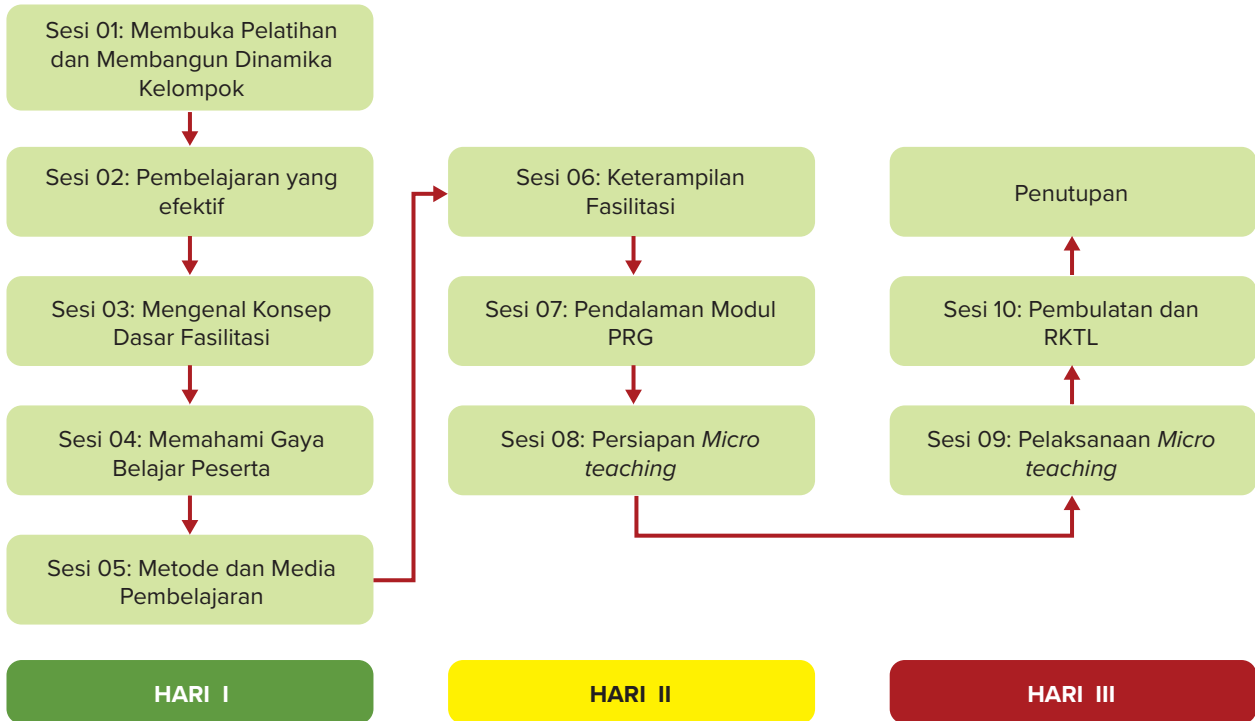 Sesi 01: Membuka Pelatihan
dan Membangun Dinamika
Kelompok
Sesi 02: Pembelajaran yang
efektif
Sesi 03: Mengenal Konsep
Dasar Fasilitasi
Sesi 04: Memahami Gaya
Belajar Peserta
Sesi 05: Metode dan Media
Pembelajaran
HARI I
Sesi 06: Keterampilan
Fasilitasi
Sesi 07: Pendalaman Modul
PRG
Sesi 08: Persiapan Micro
teaching
HARI II
Penutupan
Sesi 10: Pembulatan dan
RKTL
Sesi 09: Pelaksanaan Micro
teaching
HARI III